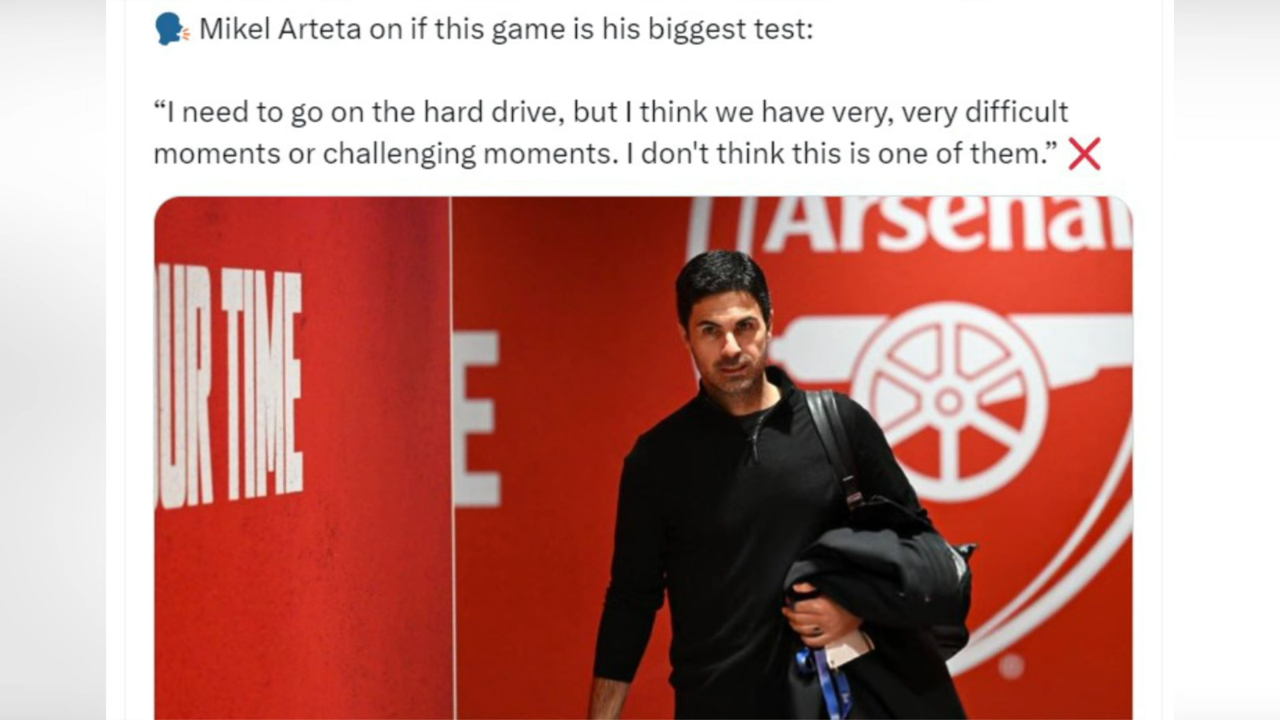 🗣️ Mikel Arteta on if this game is his biggest test:
“I need to go on the hard drive, but I think we have very, very difficult
moments or challenging moments. I don't think this is one of them.” ❌
Arsenal
OUR TIME
E
®